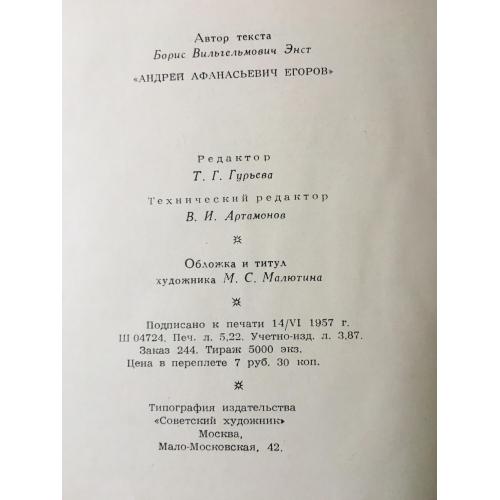 Автор текста
Борис Вильгельмович Энст
«АНДРЕЙ АФАНАСЬЕВИЧ ЕГОРОВ»
Редактор
Т. Г. Гурьева
Технический редактор
В. И. Артамонов
Обложка и титул
художника М. С. Малютина
Подписано к печати 14/VI 1957 г.
Ш 04724. Печ. л. 5,22. Учетно-изд. л. 3,87.
Заказ 244. Тираж 5000 экз.
Цена в переплете 7 руб. 30 коп.
Типография издательства
«Советский художник»
Москва,
Мало-Московская, 42.